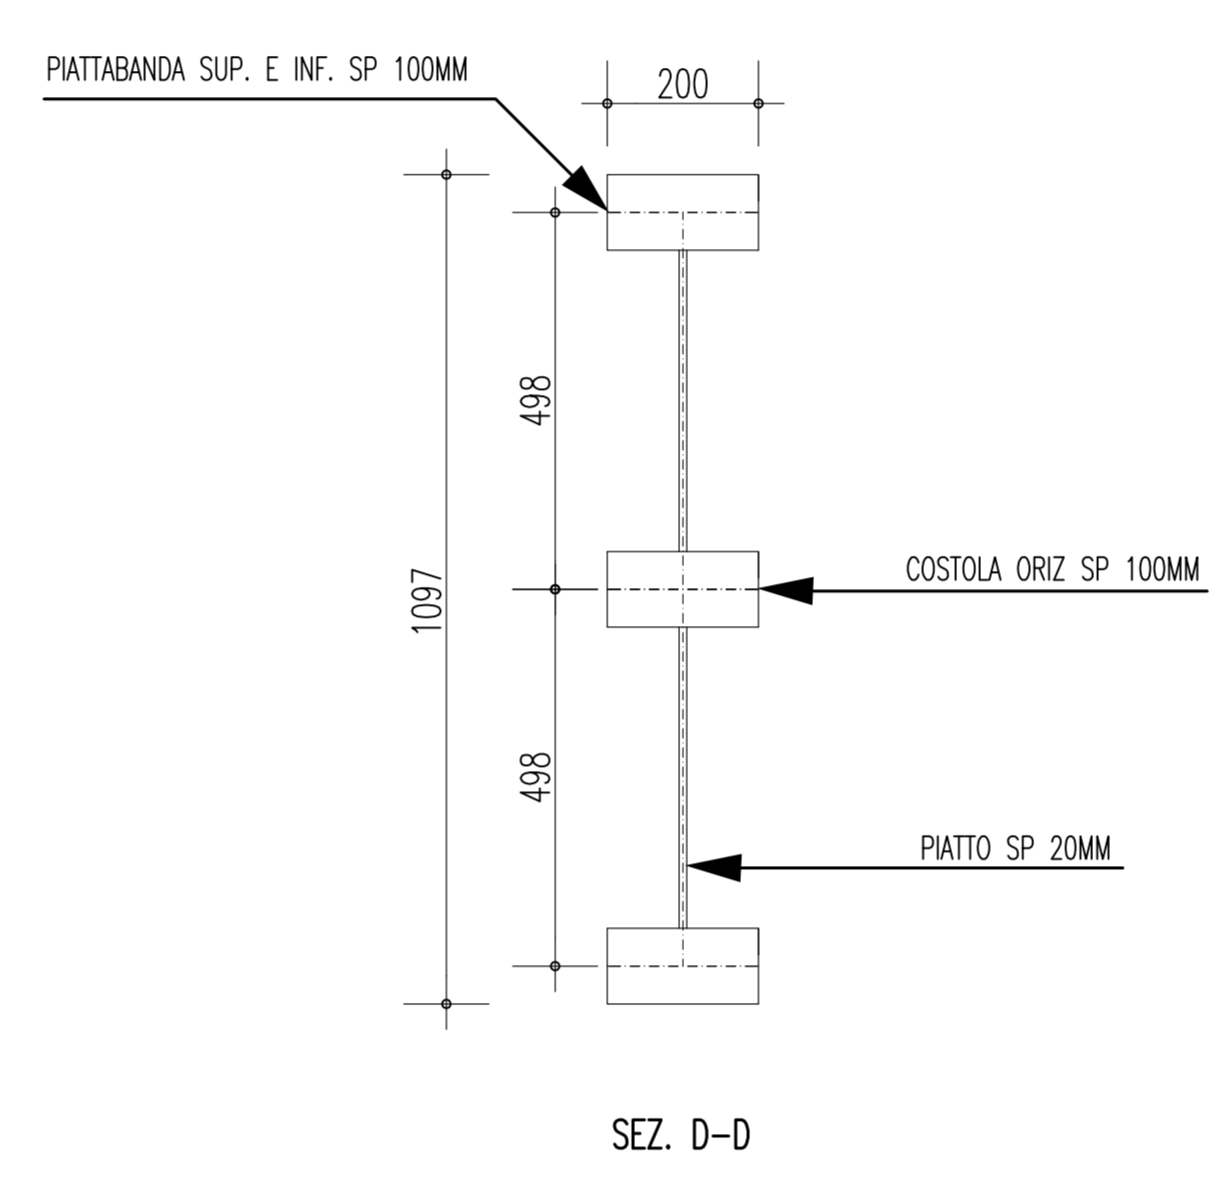 PIATTABANDA SUP. E INF. SP 100MM
200
498
1097
COSTOLA ORIZ SP 100MM
498
PIATTO SP 20MM
SEZ. D-D